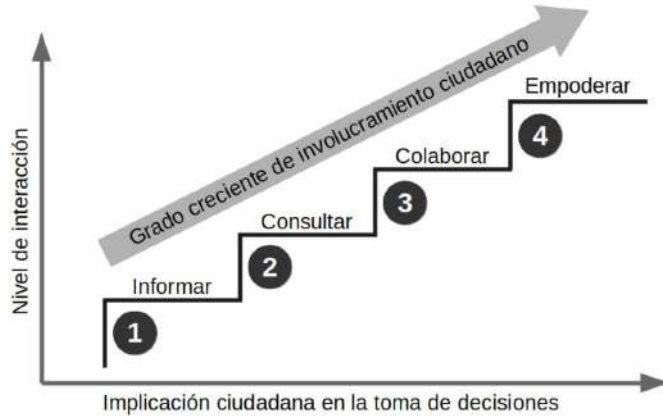 Empoderar
4
Grado creciente de involucramiento ciudadano
Colaborar
3
Consultar
2
Informar
1
Nivel de interacción
Implicación ciudadana en la toma de decisiones